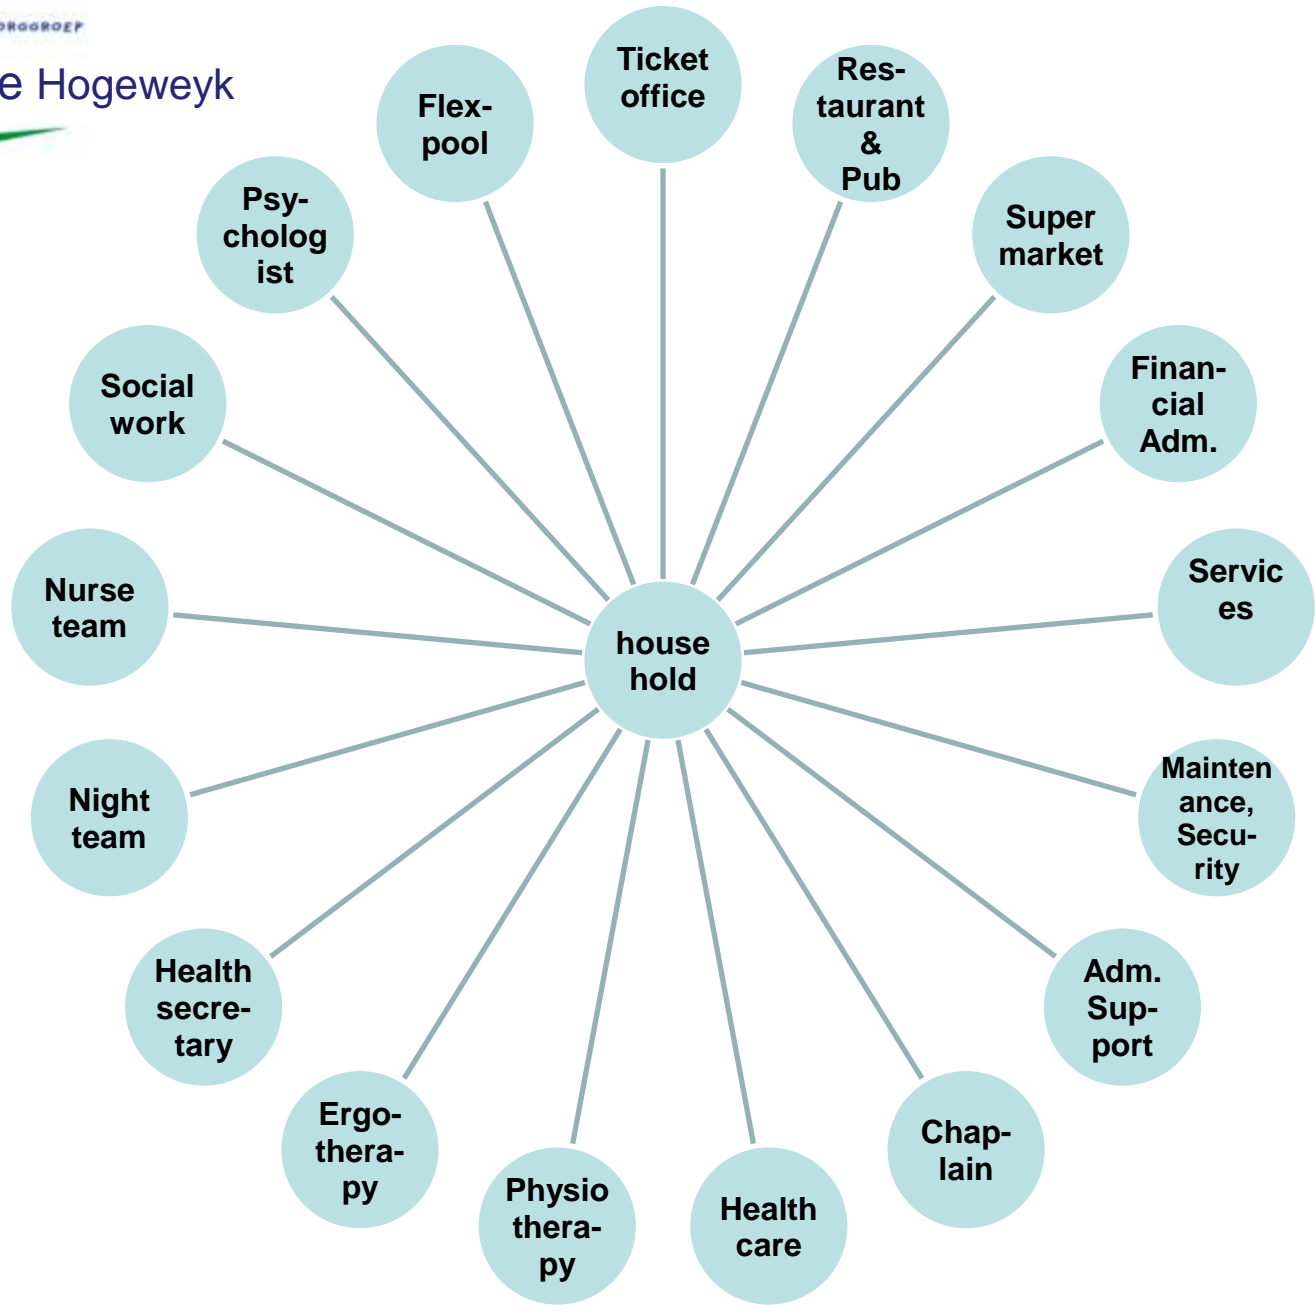 e Hogeweyk
Ticket
office
Res-
taurant
&
Pub
Super
market
Finan-
cial
Adm.
Servic
es
Mainten
ance,
Secu-
rity
Adm.
Sup-
port
Chap-
lain
Health
care
Physio
thera-
py
Ergo-
thera-
py
Health
secre-
tary
Night
team
Nurse
team
Social
work
Psy-
cholog
ist
Flex-
pool
house
hold